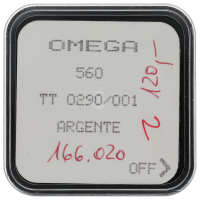 OMEGA
560
TT 0290/001
ARGENTE
166.020
OFF>
120,-
2